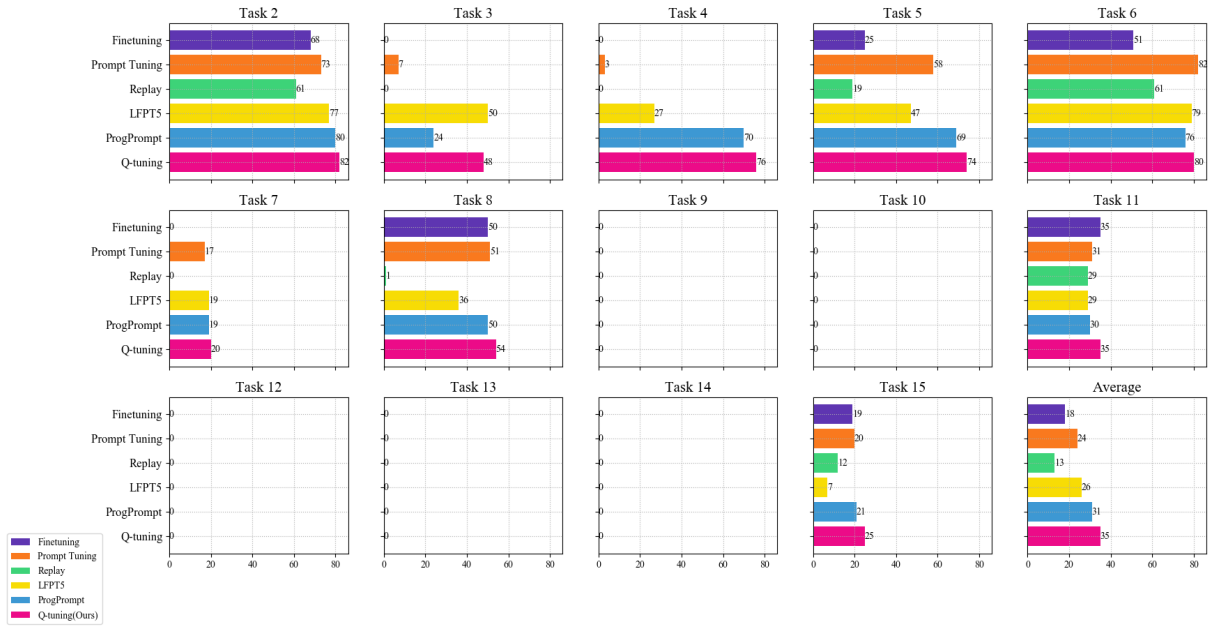 Task 2
Task 3
Task 4
Task 5
Task 6
Finetuning
68
0
0
25
51
Prompt Tuning
73
7
3
58
82
Replay
61
0
0
19
61
LFPT5
77
50
27
47
79
ProgPrompt
80
24
70
69
76
Q-tuning
82
48
76
74
80
Task 7
Task 8
Task 9
Task 10
Task 11
Finetuning
0
50
0
0
35
Prompt Tuning
17
51
0
0
31
Replay
0
1
0
0
29
LFPT5
19
36
0
0
29
ProgPrompt
19
50
0
0
30
Q-tuning
20
54
0
0
35
Task 12
Task 13
Task 14
Task 15
Average
Finetuning
0
0
0
19
18
Prompt Tuning
0
0
0
20
24
Replay
0
0
0
12
13
LFPT5
0
0
0
7
26
ProgPrompt
0
0
0
21
31
Q-tuning
0
0
0
25
35
0 20 40 60 80
0 20 40 60 80
0 20 40 60 80
0 20 40 60 80
0 20 40 60 80
Finetuning
Prompt Tuning
Replay
LFPT5
ProgPrompt
Q-tuning(Ours)